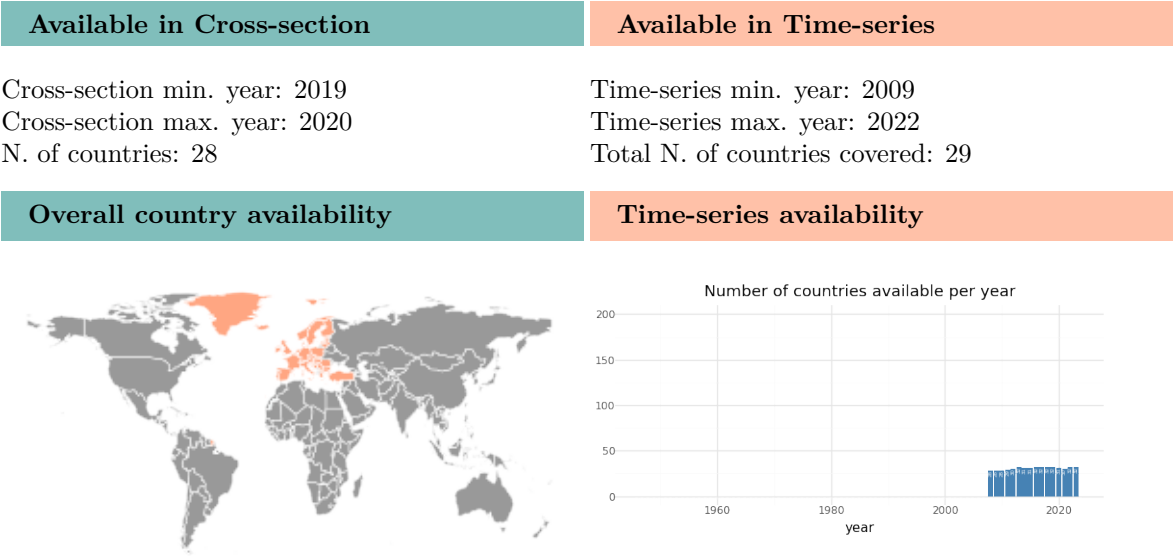 Available in Cross-section
Available in Time-series
Cross-section min. year: 2019
Cross-section max. year: 2020
N. of countries: 28
Time-series min. year: 2009
Time-series max. year: 2022
Total N. of countries covered: 29
Overall country availability
Time-series availability
Number of countries available per year
200
150
100
50
0
1960 1980 2000 2020
year